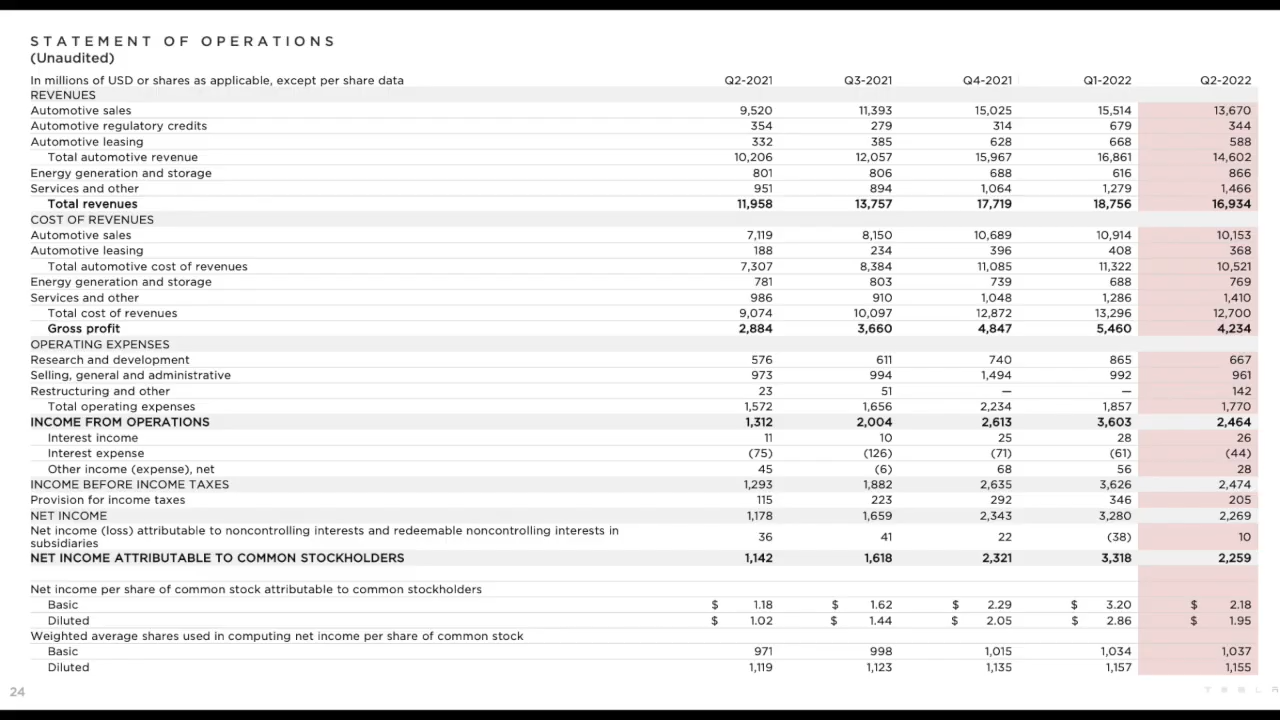 STATEMENT OF OPERATIONS
(Unaudited)
In millions of USD or shares as applicable, except per share data Q2-2021 Q3-2021 Q4-2021 Q1-2022 Q2-2022
REVENUES
Automotive sales 9,520 11,393 15,025 15,514 13,670
Automotive regulatory credits 354 279 314 679 344
Automotive leasing 332 385 628 668 588
Total automotive revenue 10,206 12,057 15,967 16,861 14,602
Energy generation and storage 801 806 688 616 866
Services and other 951 894 1,064 1,279 1,466
Total revenues 11,958 13,757 17,719 18,756 16,934
COST OF REVENUES
Automotive sales 7,119 8,150 10,689 10,914 10,153
Automotive leasing 188 234 396 408 368
Total automotive cost of revenues 7,307 8,384 11,085 11,322 10,521
Energy generation and storage 781 803 739 688 769
Services and other 986 910 1,048 1,286 1,410
Total cost of revenues 9,074 10,097 12,872 13,296 12,700
Gross profit 2,884 3,660 4,847 5,460 4,234
OPERATING EXPENSES
Research and development 576 611 740 865 667
Selling, general and administrative 973 994 1,494 992 961
Restructuring and other 23 51 — — 142
Total operating expenses 1,572 1,656 2,234 1,857 1,770
INCOME FROM OPERATIONS 1,312 2,004 2,613 3,603 2,464
Interest income 11 10 25 28 26
Interest expense (75) (126) (71) (61) (44)
Other income (expense), net 45 (6) 68 56 28
INCOME BEFORE INCOME TAXES 1,293 1,882 2,635 3,626 2,474
Provision for income taxes 115 223 292 346 205
NET INCOME 1,178 1,659 2,343 3,280 2,269
Net income (loss) attributable to noncontrolling interests and redeemable noncontrolling interests in
subsidiaries 36 41 22 (38) 10
NET INCOME ATTRIBUTABLE TO COMMON STOCKHOLDERS 1,142 1,618 2,321 3,318 2,259
Net income per share of common stock attributable to common stockholders
Basic $ 1.18 $ 1.62 $ 2.29 $ 3.20 $ 2.18
Diluted $ 1.02 $ 1.44 $ 2.05 $ 2.86 $ 1.95
Weighted average shares used in computing net income per share of common stock
Basic 971 998 1,015 1,034 1,037
Diluted 1,119 1,123 1,135 1,157 1,155
24